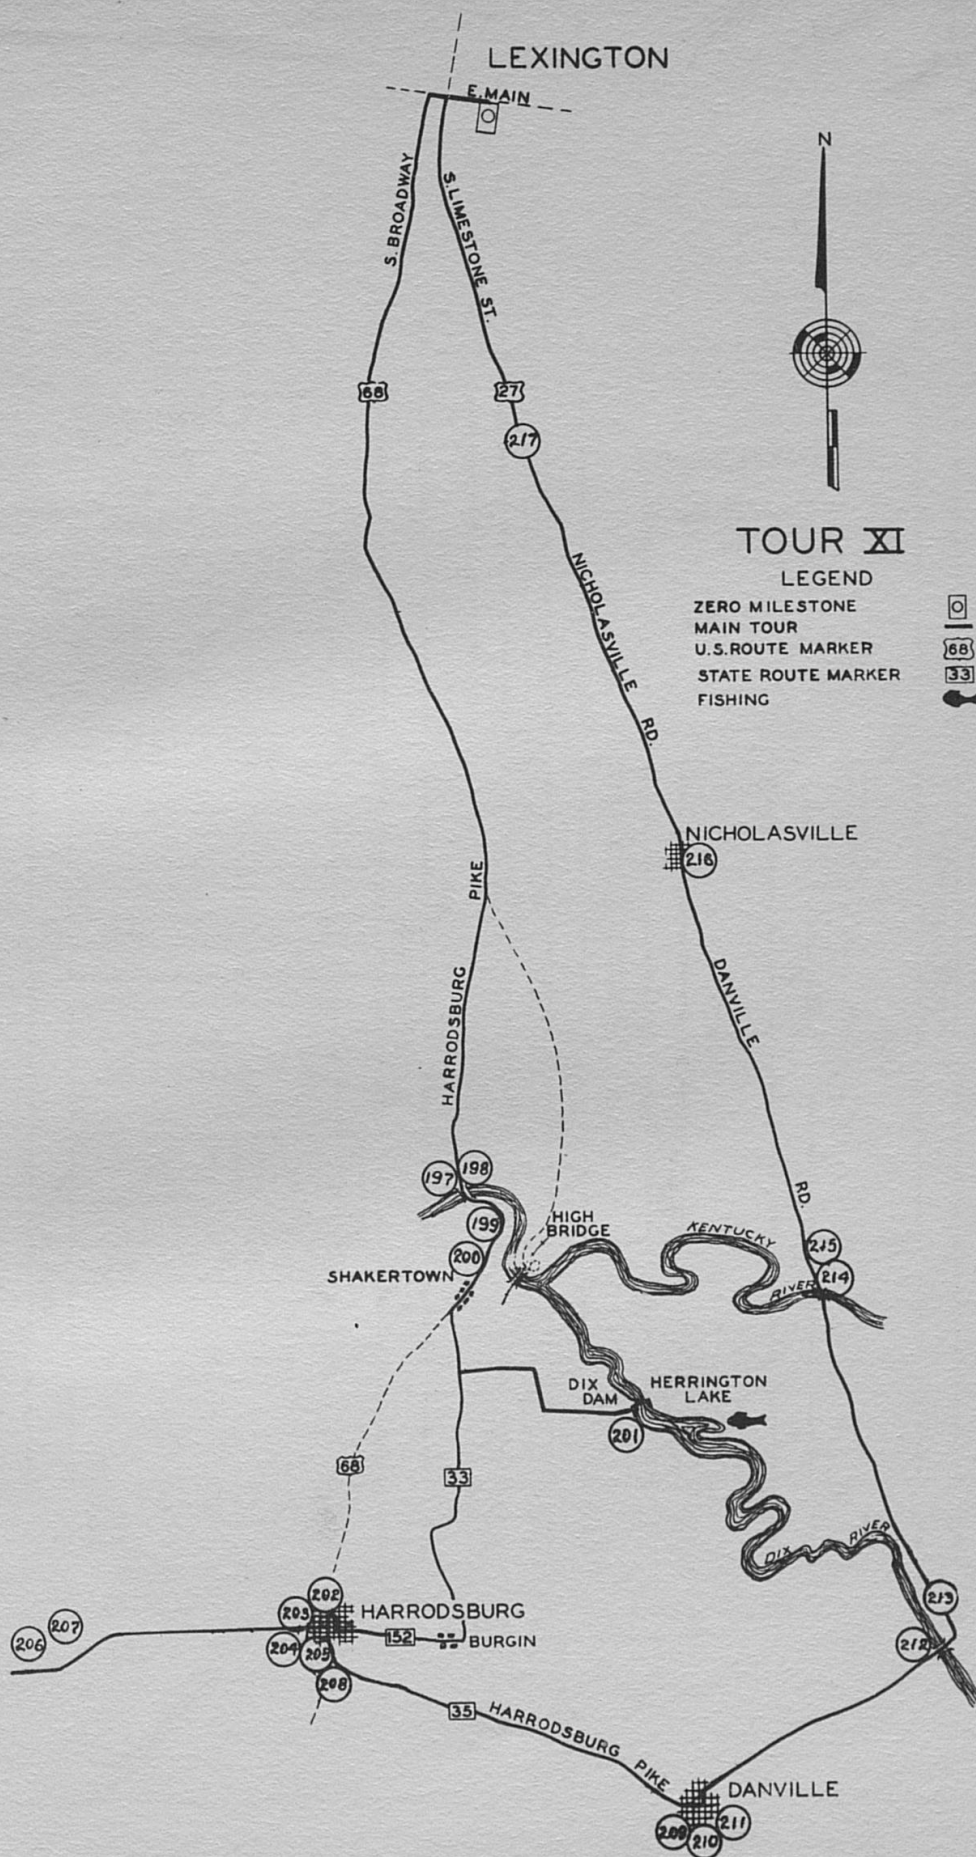 LEXINGTON
E. MAIN
S. BROADWAY
S. LIMESTONE ST.
N
68
27
217
TOUR XI
LEGEND
ZERO MILESTONE
MAIN TOUR
U.S. ROUTE MARKER
68
STATE ROUTE MARKER
33
FISHING
NICHOLASVILLE RD.
NICHOLASVILLE
216
PIKE
HARRODSBURG
DANVILLE
RD.
197
198
199
200
SHAKERTOWN
HIGH
BRIDGE
KENTUCKY
RIVER
215
214
DIX
DAM
HERRINGTON
LAKE
201
68
33
DIX
RIVER
202
203
HARRODSBURG
204
205
208
206
207
152
BURGIN
213
212
35
HARRODSBURG PIKE
DANVILLE
209
210
211